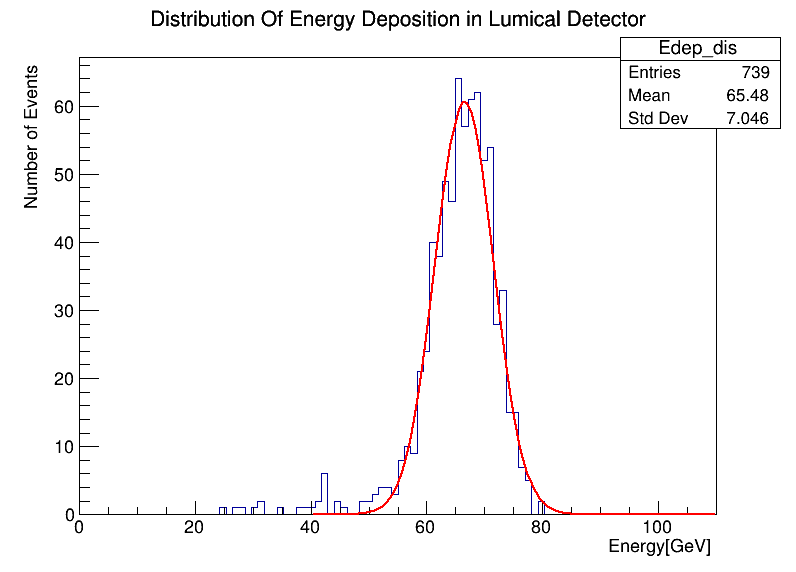 Distribution Of Energy Deposition in Lumical Detector
Edep_dis
Entries 739
Mean 65.48
Std Dev 7.046
Number of Events
60
50
40
30
20
10
0
0 20 40 60 80 100
Energy[GeV]